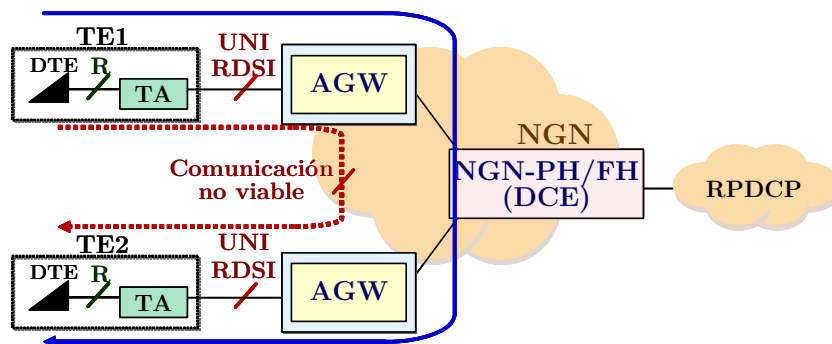 TE1
DTE
R
TA
UNI
RDSI
AGW
NGN
Comunicación
no viable
NGN-PH/FH
(DCE)
RPDCP
TE2
DTE
R
TA
UNI
RDSI
AGW